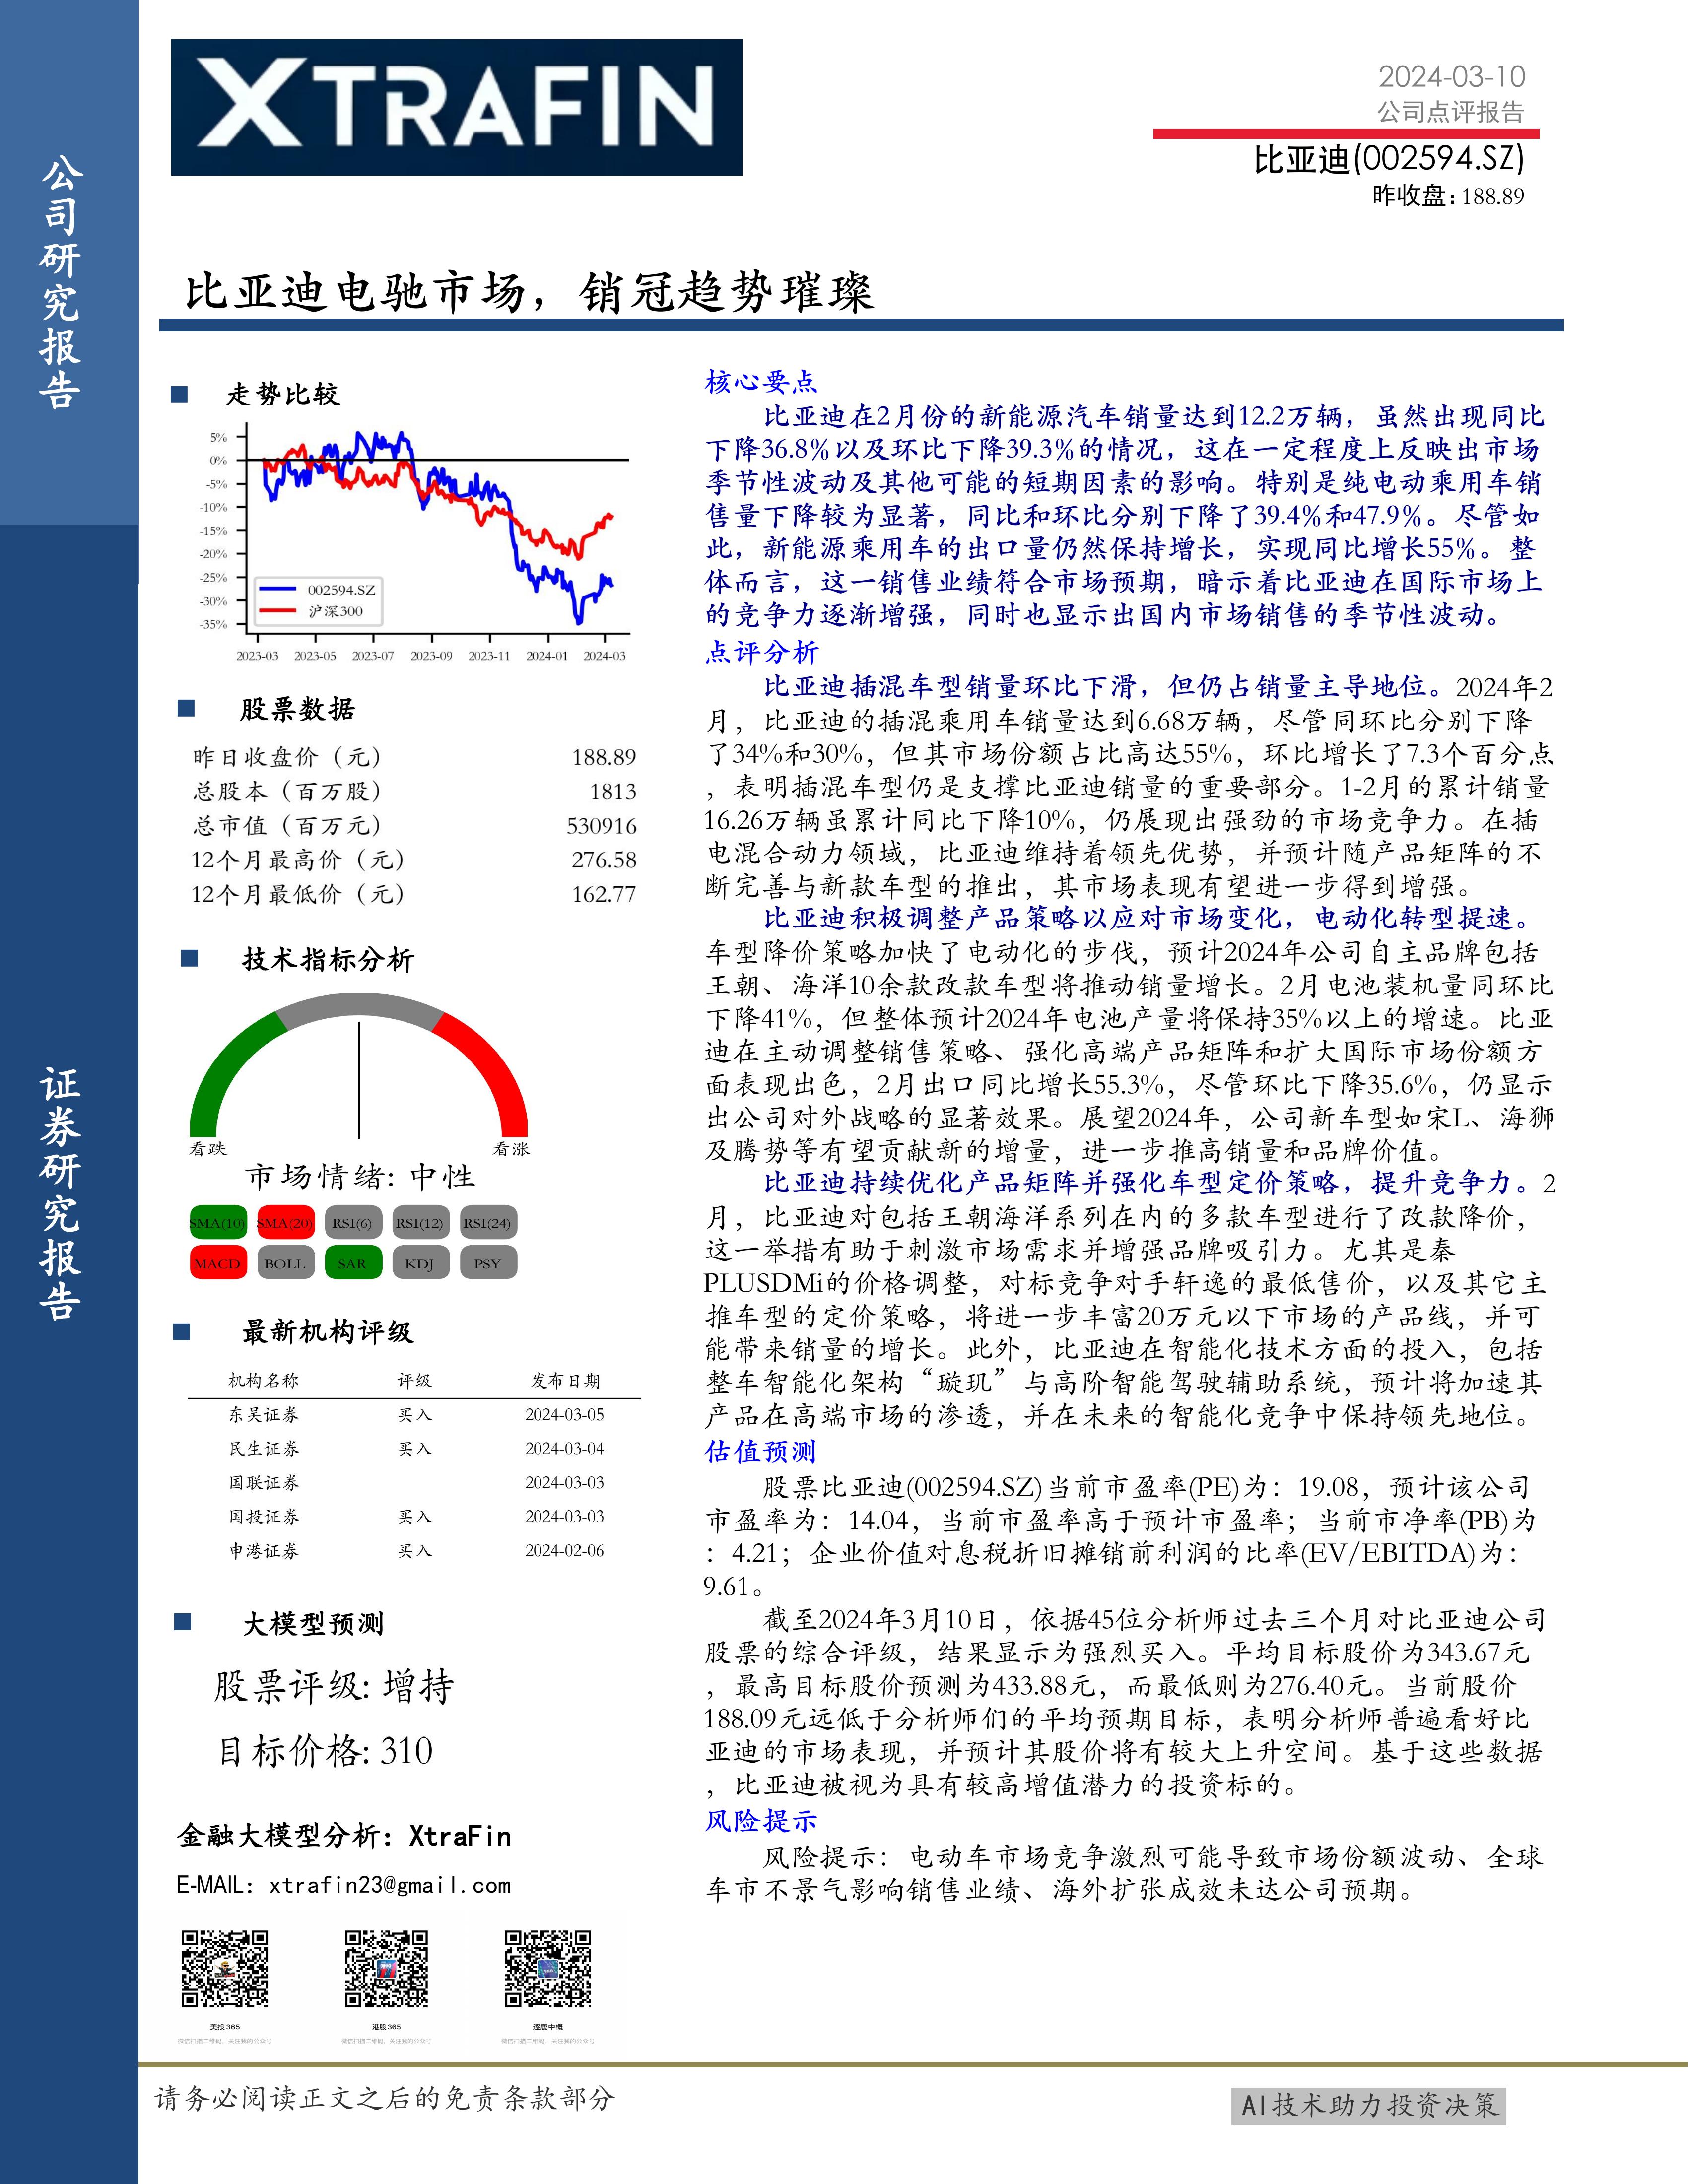 公司研究报告
证券研究报告
XTRAFIN
2024-03-10
公司点评报告
比亚迪(002594.SZ)
昨收盘：188.89
比亚迪电驰市场，销冠趋势璀璨
走势比较
5%
0%
-5%
-10%
-15%
-20%
-25%
-30%
-35%
002594.SZ
沪深300
2023-03 2023-05 2023-07 2023-09 2023-11 2024-01 2024-03
股票数据
昨日收盘价（元） 188.89
总股本（百万股） 1813
总市值（百万元） 530916
12个月最高价（元） 276.58
12个月最低价（元） 162.77
技术指标分析
看跌 看涨
市场情绪: 中性
SMA(10) SMA(20) RSI(6) RSI(12) RSI(24)
MACD BOLL SAR KDJ PSY
最新机构评级
机构名称 评级 发布日期
东吴证券 买入 2024-03-05
民生证券 买入 2024-03-04
国联证券 2024-03-03
国投证券 买入 2024-03-03
申港证券 买入 2024-02-06
大模型预测
股票评级: 增持
目标价格: 310
金融大模型分析：XtraFin
E-MAIL：xtrafin23@gmail.com
美投365 港股365 逐鹿中概
微信扫描二维码，关注我的公众号 微信扫描二维码，关注我的公众号 微信扫描二维码，关注我的公众号
核心要点
比亚迪在2月份的新能源汽车销量达到12.2万辆，虽然出现同比
下降36.8%以及环比下降39.3%的情况，这在一定程度上反映出市场
季节性波动及其他可能的短期因素的影响。特别是纯电动乘用车销
售量下降较为显著，同比和环比分别下降了39.4%和47.9%。尽管如
此，新能源乘用车的出口量仍然保持增长，实现同比增长55%。整
体而言，这一销售业绩符合市场预期，暗示着比亚迪在国际市场上
的竞争力逐渐增强，同时也显示出国内市场销售的季节性波动。
点评分析
比亚迪插混车型销量环比下滑，但仍占销量主导地位。2024年2
月，比亚迪的插混乘用车销量达到6.68万辆，尽管同环比分别下降
了34%和30%，但其市场份额占比高达55%，环比增长了7.3个百分点
，表明插混车型仍是支撑比亚迪销量的重要部分。1-2月的累计销量
16.26万辆虽累计同比下降10%，仍展现出强劲的市场竞争力。在插
电混合动力领域，比亚迪维持着领先优势，并预计随产品矩阵的不
断完善与新款车型的推出，其市场表现有望进一步得到增强。
比亚迪积极调整产品策略以应对市场变化，电动化转型提速。
车型降价策略加快了电动化的步伐，预计2024年公司自主品牌包括
王朝、海洋10余款改款车型将推动销量增长。2月电池装机量同环比
下降41%，但整体预计2024年电池产量将保持35%以上的增速。比亚
迪在主动调整销售策略、强化高端产品矩阵和扩大国际市场份额方
面表现出色，2月出口同比增长55.3%，尽管环比下降35.6%，仍显示
出公司对外战略的显著效果。展望2024年，公司新车型如宋L、海狮
及腾势等有望贡献新的增量，进一步推高销量和品牌价值。
比亚迪持续优化产品矩阵并强化车型定价策略，提升竞争力。2
月，比亚迪对包括王朝海洋系列在内的多款车型进行了改款降价，
这一举措有助于刺激市场需求并增强品牌吸引力。尤其是秦
PLUSDMi的价格调整，对标竞争对手轩逸的最低售价，以及其它主
推车型的定价策略，将进一步丰富20万元以下市场的产品线，并可
能带来销量的增长。此外，比亚迪在智能化技术方面的投入，包括
整车智能化架构“璇玑”与高阶智能驾驶辅助系统，预计将加速其
产品在高端市场的渗透，并在未来的智能化竞争中保持领先地位。
估值预测
股票比亚迪(002594.SZ)当前市盈率(PE)为：19.08，预计该公司
市盈率为：14.04，当前市盈率高于预计市盈率；当前市净率(PB)为
：4.21；企业价值对息税折旧摊销前利润的比率(EV/EBITDA)为：
9.61。
截至2024年3月10日，依据45位分析师过去三个月对比亚迪公司
股票的综合评级，结果显示为强烈买入。平均目标股价为343.67元
，最高目标股价预测为433.88元，而最低则为276.40元。当前股价
188.09元远低于分析师们的平均预期目标，表明分析师普遍看好比
亚迪的市场表现，并预计其股价将有较大上升空间。基于这些数据
，比亚迪被视为具有较高增值潜力的投资标的。
风险提示
风险提示：电动车市场竞争激烈可能导致市场份额波动、全球
车市不景气影响销售业绩、海外扩张成效未达公司预期。
请务必阅读正文之后的免责条款部分
AI技术助力投资决策